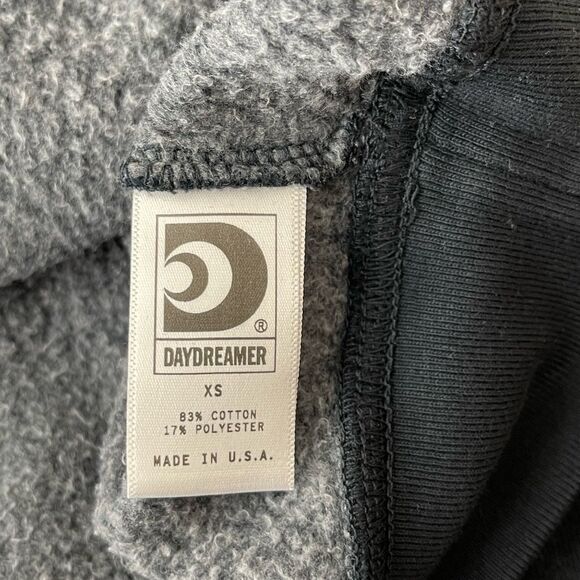 ®
DAYDREAMER
XS
83% COTTON
17% POLYESTER
MADE IN U.S.A.